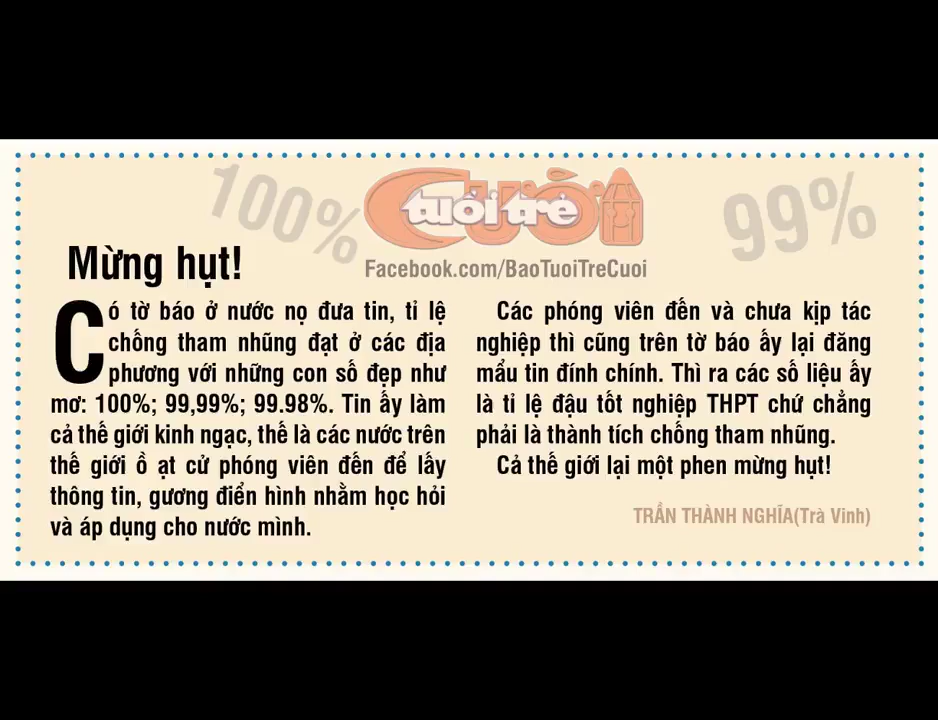 100%
99%
tuổi trẻ CƯỜI
Facebook.com/BaoTuoiTreCuoi
Mừng hụt!
Có tờ báo ở nước nọ đưa tin, tỉ lệ
chống tham nhũng đạt ở các địa
phương với những con số đẹp như
mơ: 100%; 99,99%; 99.98%. Tin ấy làm
cả thế giới kinh ngạc, thế là các nước trên
thế giới ồ ạt cử phóng viên đến để lấy
thông tin, gương điển hình nhằm học hỏi
và áp dụng cho nước mình.
Các phóng viên đến và chưa kịp tác
nghiệp thì cũng trên tờ báo ấy lại đăng
mẩu tin đính chính. Thì ra các số liệu ấy
là tỉ lệ đậu tốt nghiệp THPT chứ chẳng
phải là thành tích chống tham nhũng.
Cả thế giới lại một phen mừng hụt!
TRẦN THÀNH NGHĨA(Trà Vinh)